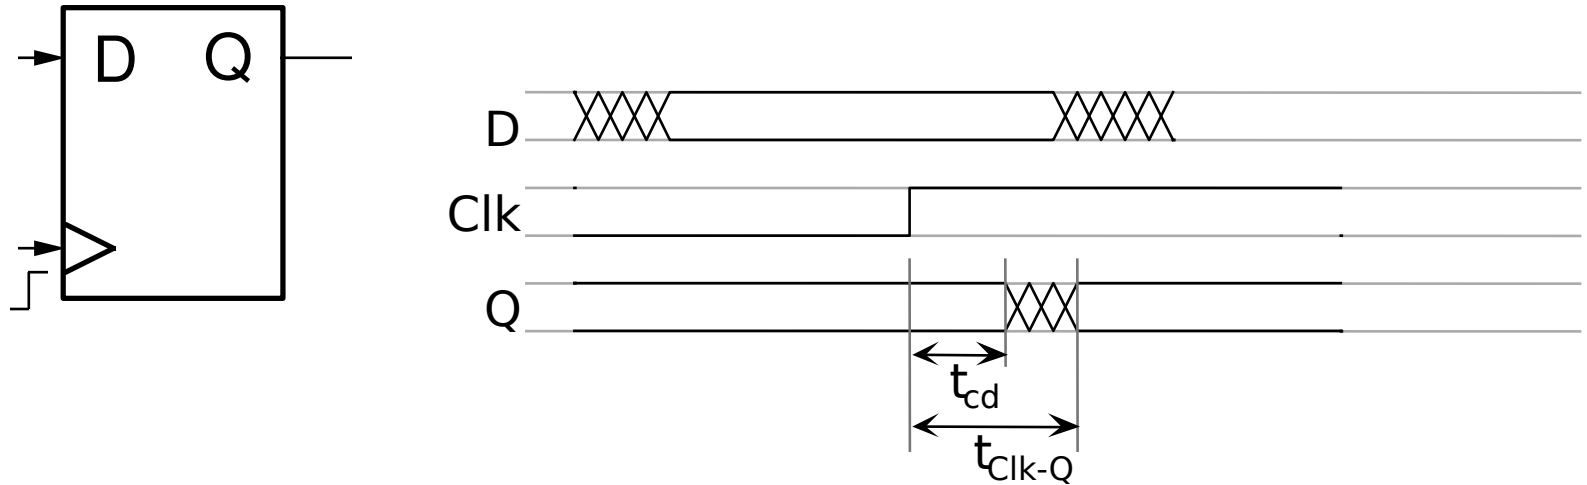 D Q
D
Clk
Q
tcd
tClk-Q